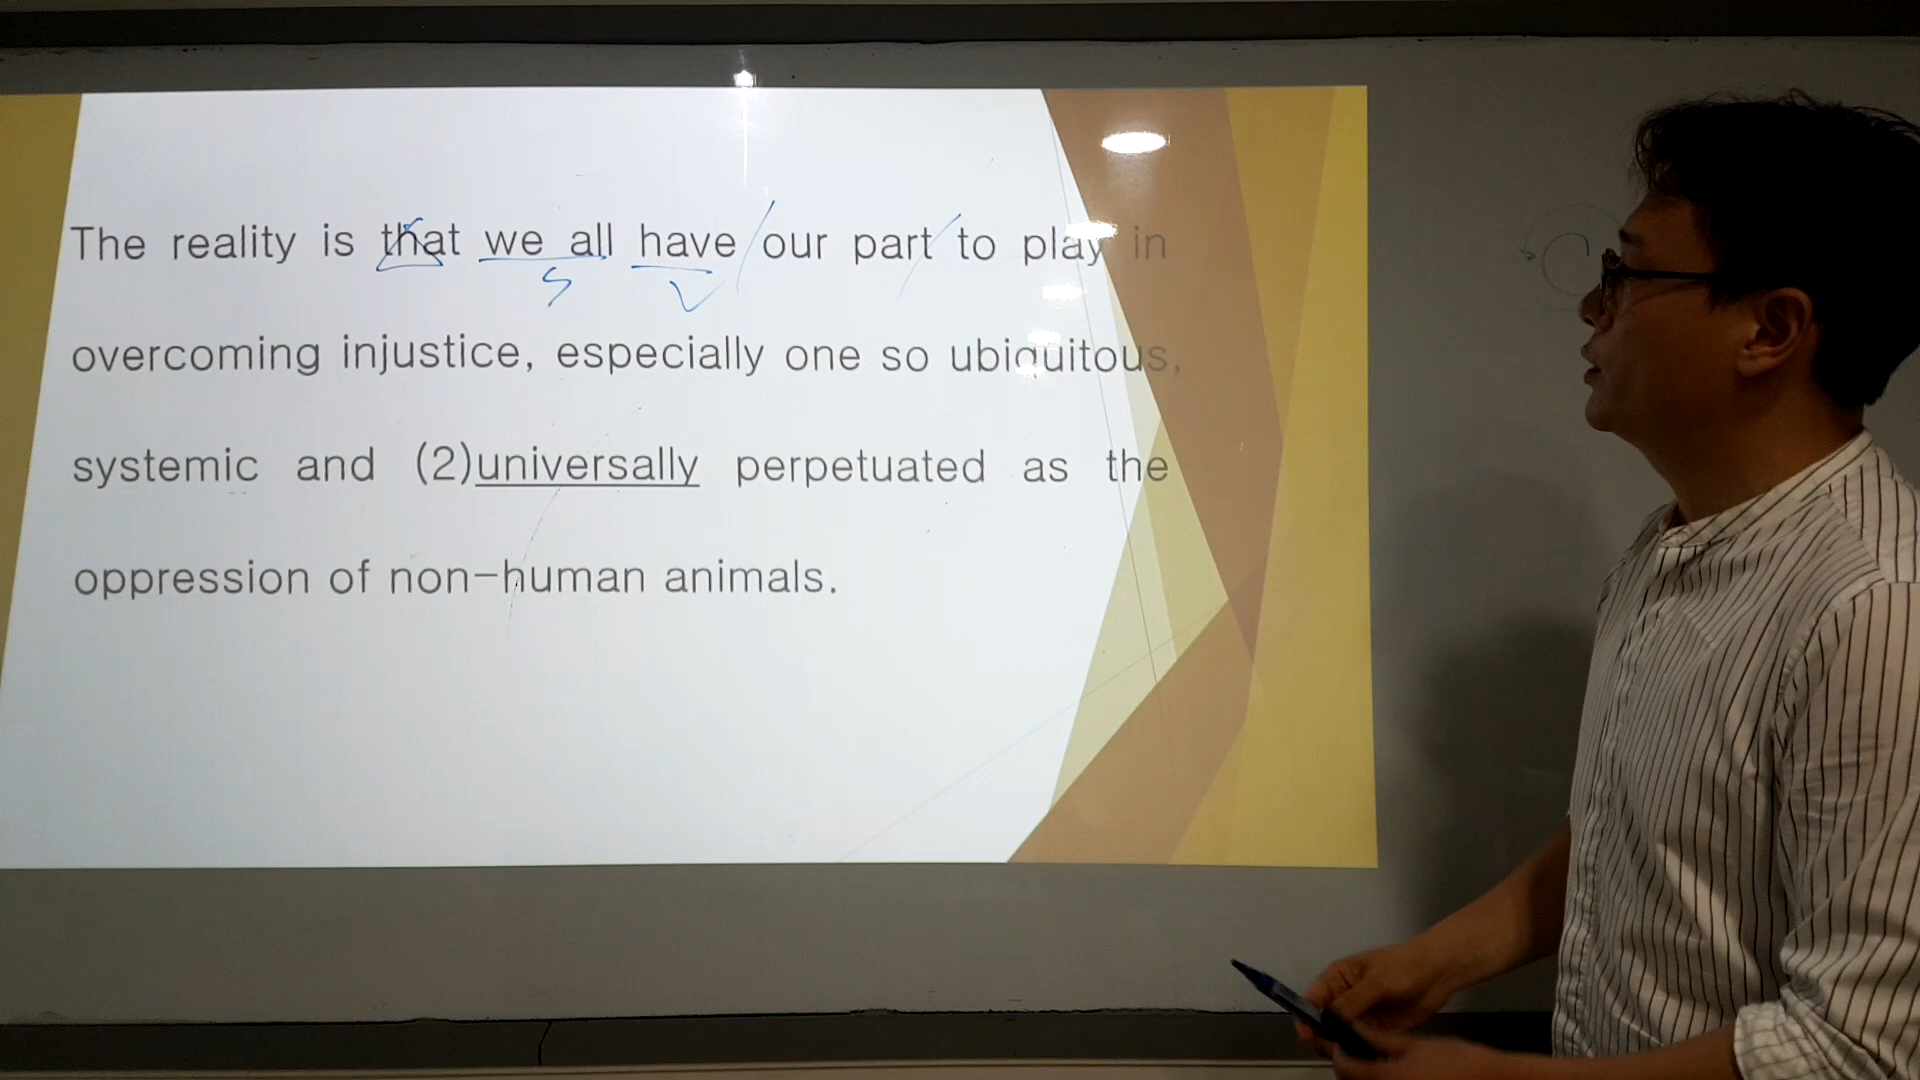 The reality is that we all have our part to play in
S V
overcoming injustice, especially one so ubiquitous,
systemic and (2)universally perpetuated as the
oppression of non-human animals.